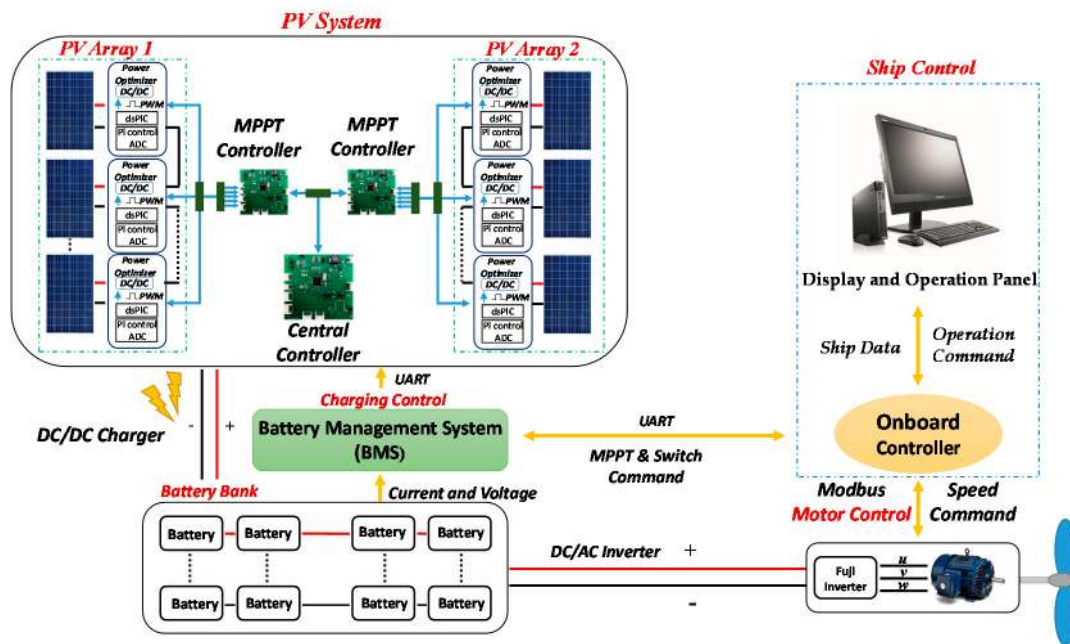 PV System
PV Array 1
PV Array 2
Power
Optimizer
DC/DC
PWM
dsPIC
PI control
ADC
Power
Optimizer
DC/DC
PWM
dsPIC
PI control
ADC
Power
Optimizer
DC/DC
PWM
dsPIC
PI control
ADC
MPPT
Controller
MPPT
Controller
Central
Controller
Power
Optimizer
DC/DC
PWM
dsPIC
PI control
ADC
Power
Optimizer
DC/DC
PWM
dsPIC
PI control
ADC
Power
Optimizer
DC/DC
PWM
dsPIC
PI control
ADC
Ship Control
Display and Operation Panel
Ship Data
Operation
Command
Onboard
Controller
UART
Charging Control
DC/DC Charger
- +
Battery Management System
(BMS)
UART
MPPT & Switch
Command
Battery Bank
Current and Voltage
Modbus
Motor Control
Speed
Command
Battery Battery Battery Battery
Battery Battery Battery Battery
DC/AC Inverter +
-
Fuji
Inverter
u
v
w